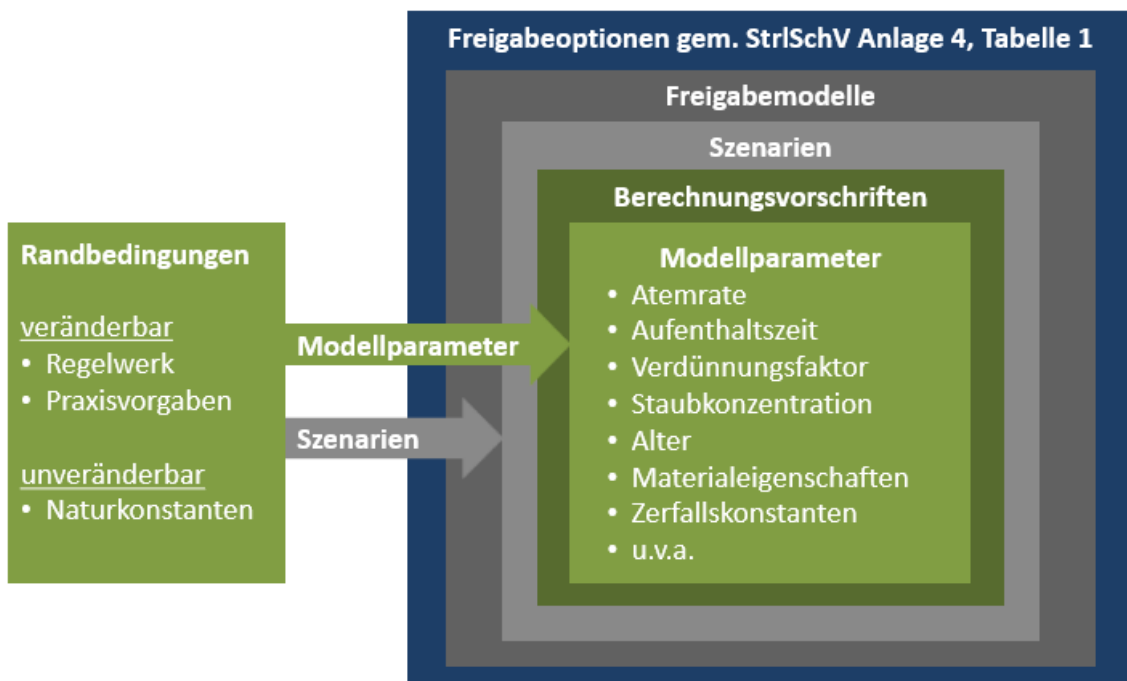 Freigabeoptionen gem. StrlSchV Anlage 4, Tabelle 1
Freigabemodelle
Szenarien
Berechnungsvorschriften
Randbedingungen
veränderbar
• Regelwerk
• Praxisvorgaben
unveränderbar
• Naturkonstanten
Modellparameter
Szenarien
Modellparameter
• Atemrate
• Aufenthaltszeit
• Verdünnungsfaktor
• Staubkonzentration
• Alter
• Materialeigenschaften
• Zerfallskonstanten
• u.v.a.